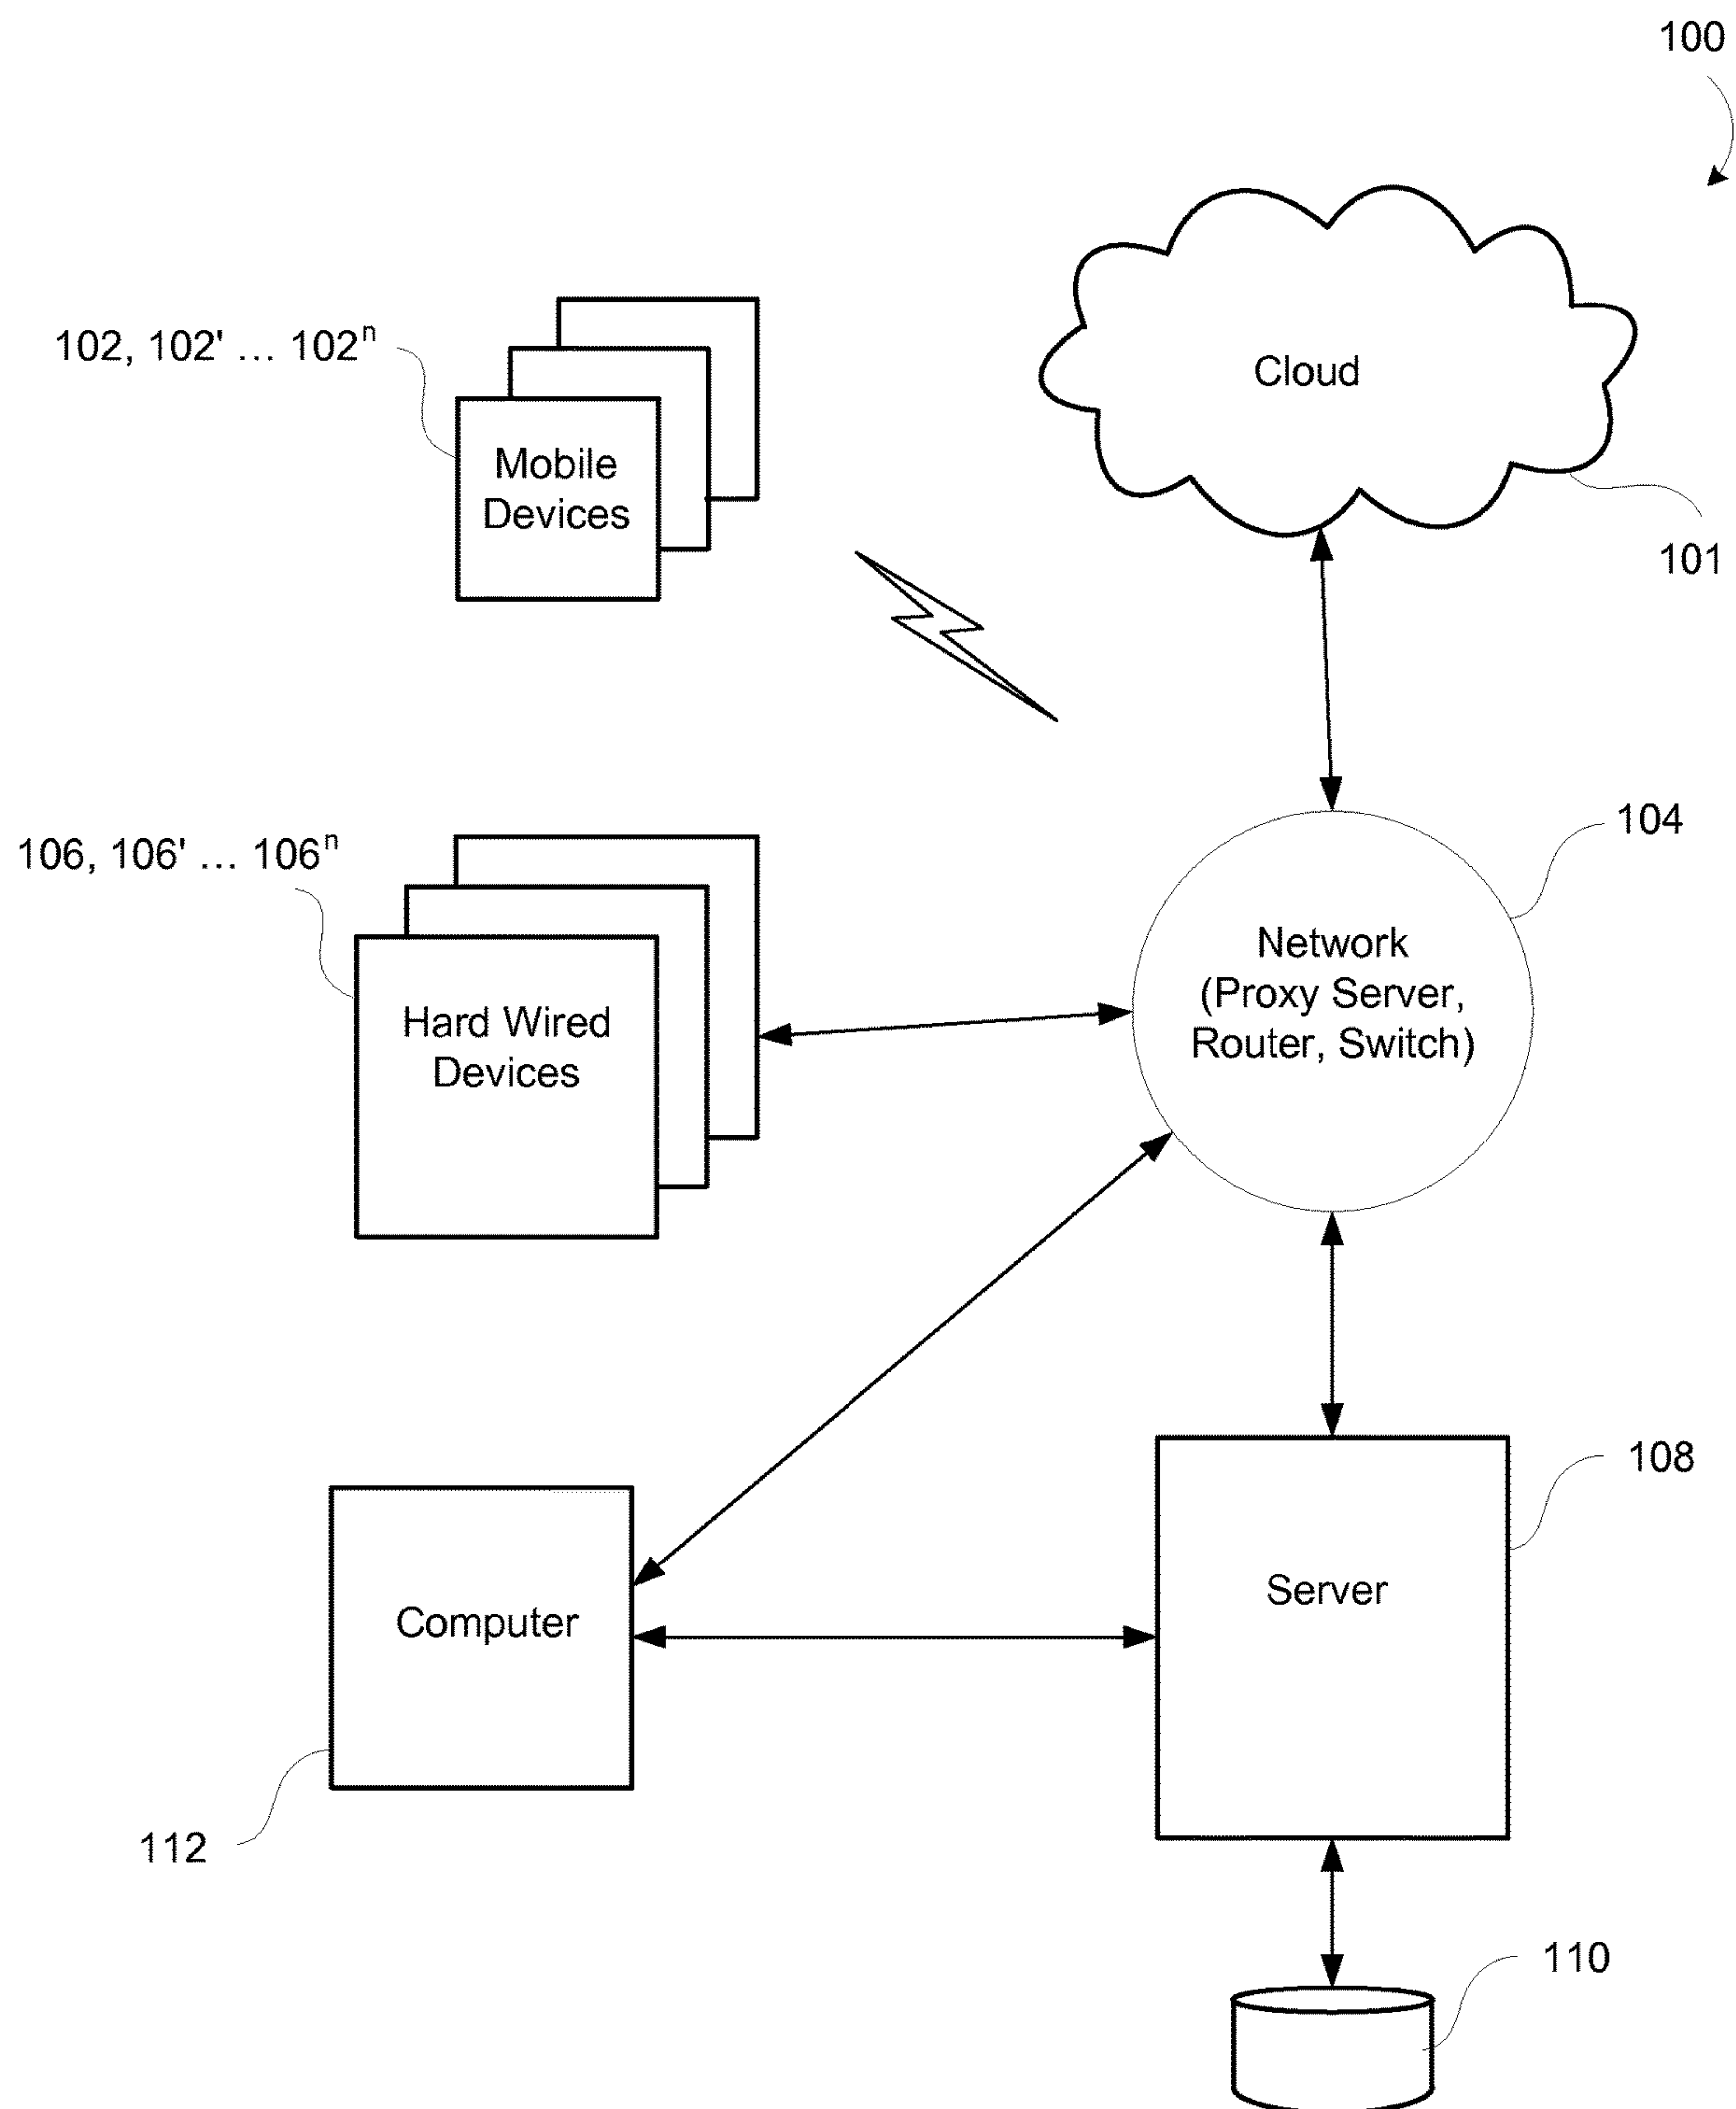 100
Cloud
102, 102' ... 102ⁿ
Mobile
Devices
101
104
106, 106' ... 106ⁿ
Network
(Proxy Server,
Router, Switch)
Hard Wired
Devices
108
Server
Computer
112
110